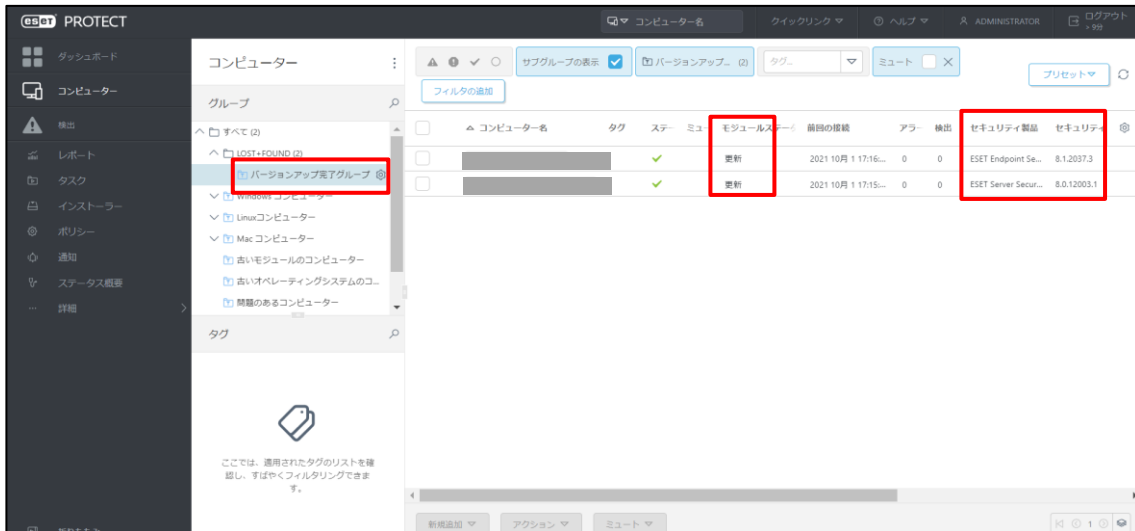 eset PROTECT
コンピューター名
クイックリンク
ヘルプ
ADMINISTRATOR
ログアウト
> 9分
ダッシュボード
コンピューター
検出
レポート
タスク
インストーラー
ポリシー
通知
ステータス概要
詳細
コンピューター
グループ
すべて (2)
LOST+FOUND (2)
バージョンアップ完了グループ
Windows コンピューター
Linuxコンピューター
Mac コンピューター
古いモジュールのコンピューター
古いオペレーティングシステムのコ...
問題のあるコンピューター
タグ
ここでは、適用されたタグのリストを確
認し、すばやくフィルタリングできま
す。
サブグループの表示
バージョンアップ... (2)
タグ...
ミュート
プリセット
フィルタの追加
コンピューター名 タグ ステー ミュー モジュールステー 前回の接続 アラー 検出 セキュリティ製品 セキュリティ
更新 2021 10月 1 17:16:... 0 0 ESET Endpoint Se... 8.1.2037.3
更新 2021 10月 1 17:15:... 0 0 ESET Server Secur... 8.0.12003.1
新規追加
アクション
ミュート
1